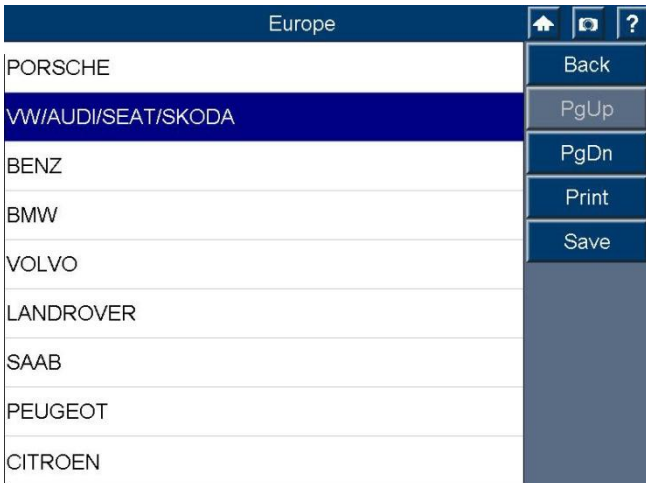 Europe
?
PORSCHE
VW/AUDI/SEAT/SKODA
BENZ
BMW
VOLVO
LANDROVER
SAAB
PEUGEOT
CITROEN
Back
PgUp
PgDn
Print
Save